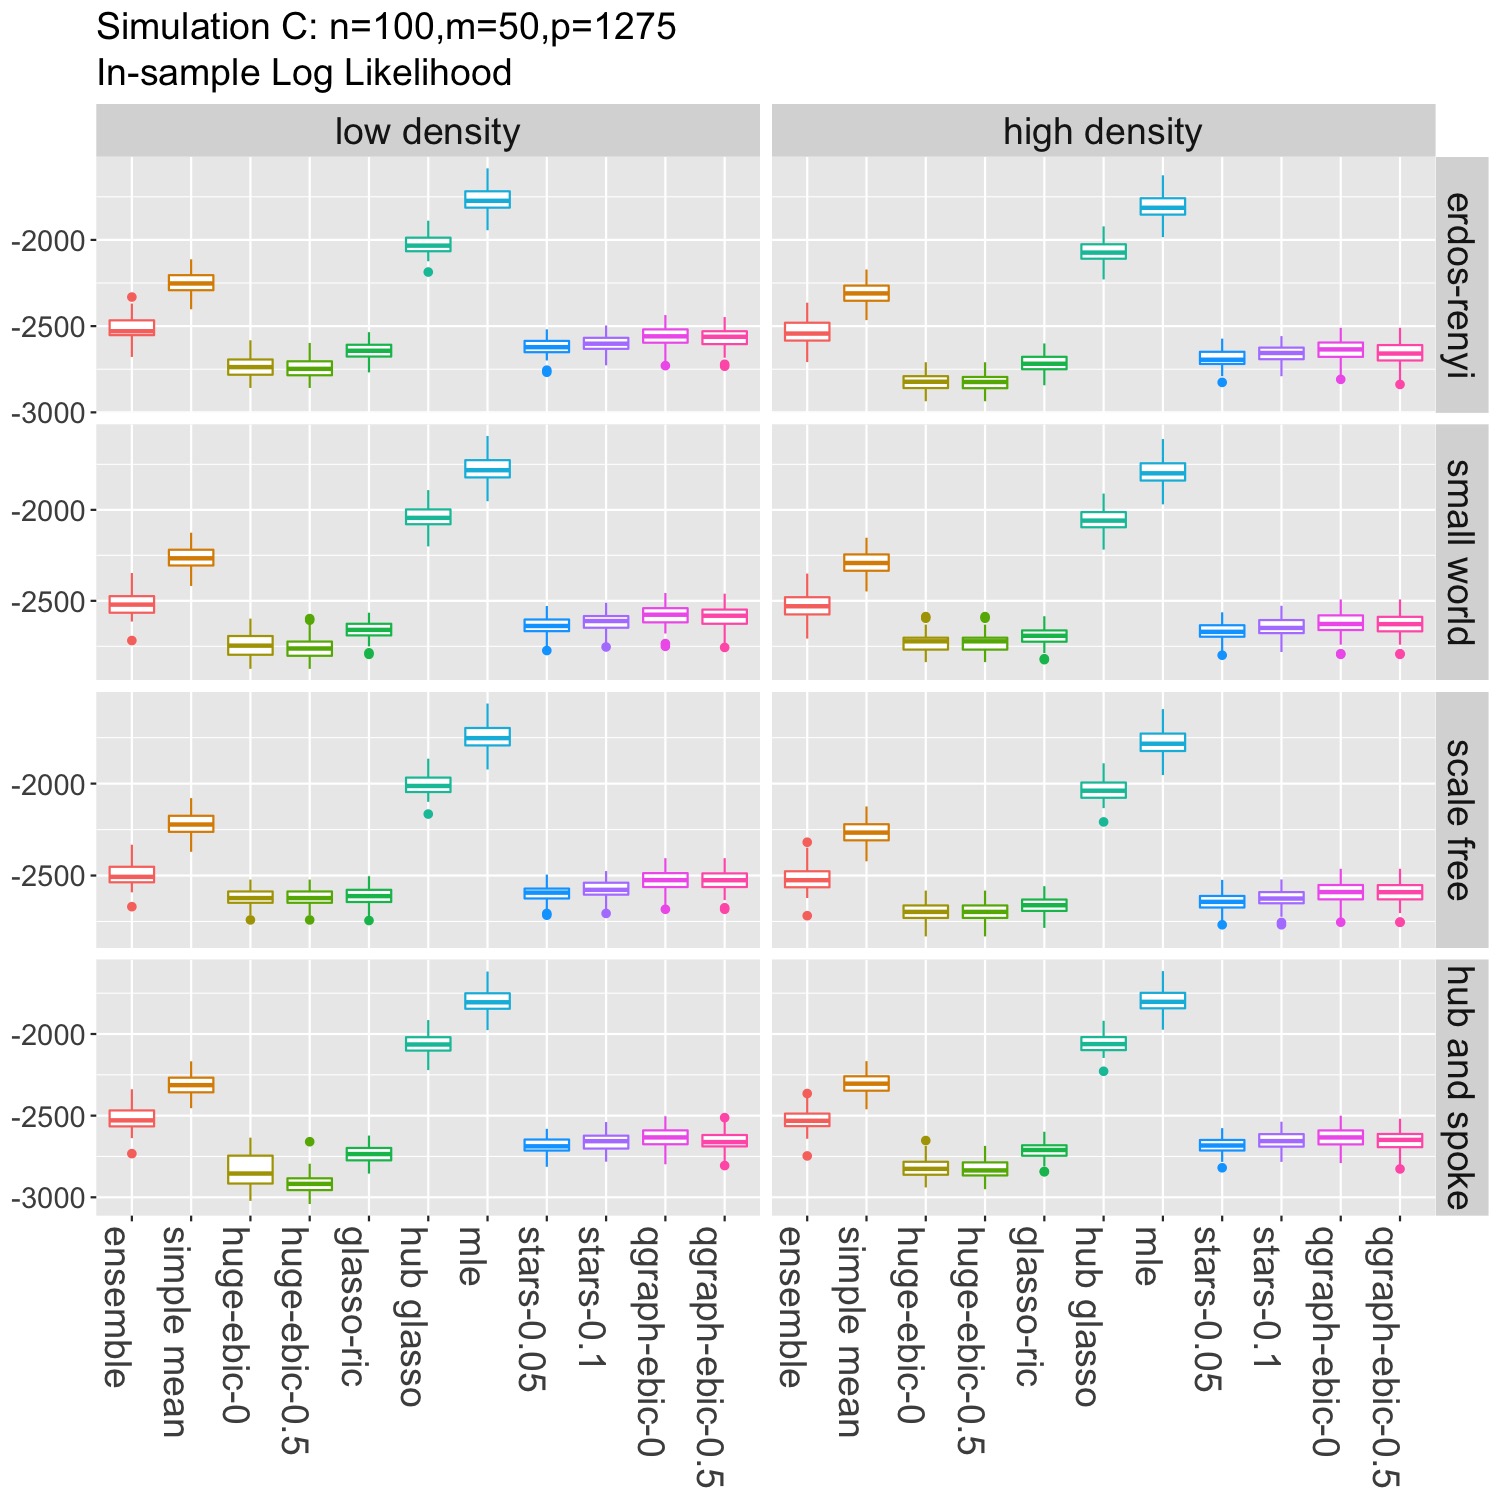 Simulation C: n=100,m=50,p=1275
In-sample Log Likelihood
low density
high density
-2000
-2500
-3000
erdos-renyi
-2000
-2500
small world
-2000
-2500
scale free
-2000
-2500
-3000
hub and spoke
ensemble
simple mean
huge-ebic-0
huge-ebic-0.5
glasso-ric
hub glasso
mle
stars-0.05
stars-0.1
qgraph-ebic-0
qgraph-ebic-0.5
ensemble
simple mean
huge-ebic-0
huge-ebic-0.5
glasso-ric
hub glasso
mle
stars-0.05
stars-0.1
qgraph-ebic-0
qgraph-ebic-0.5